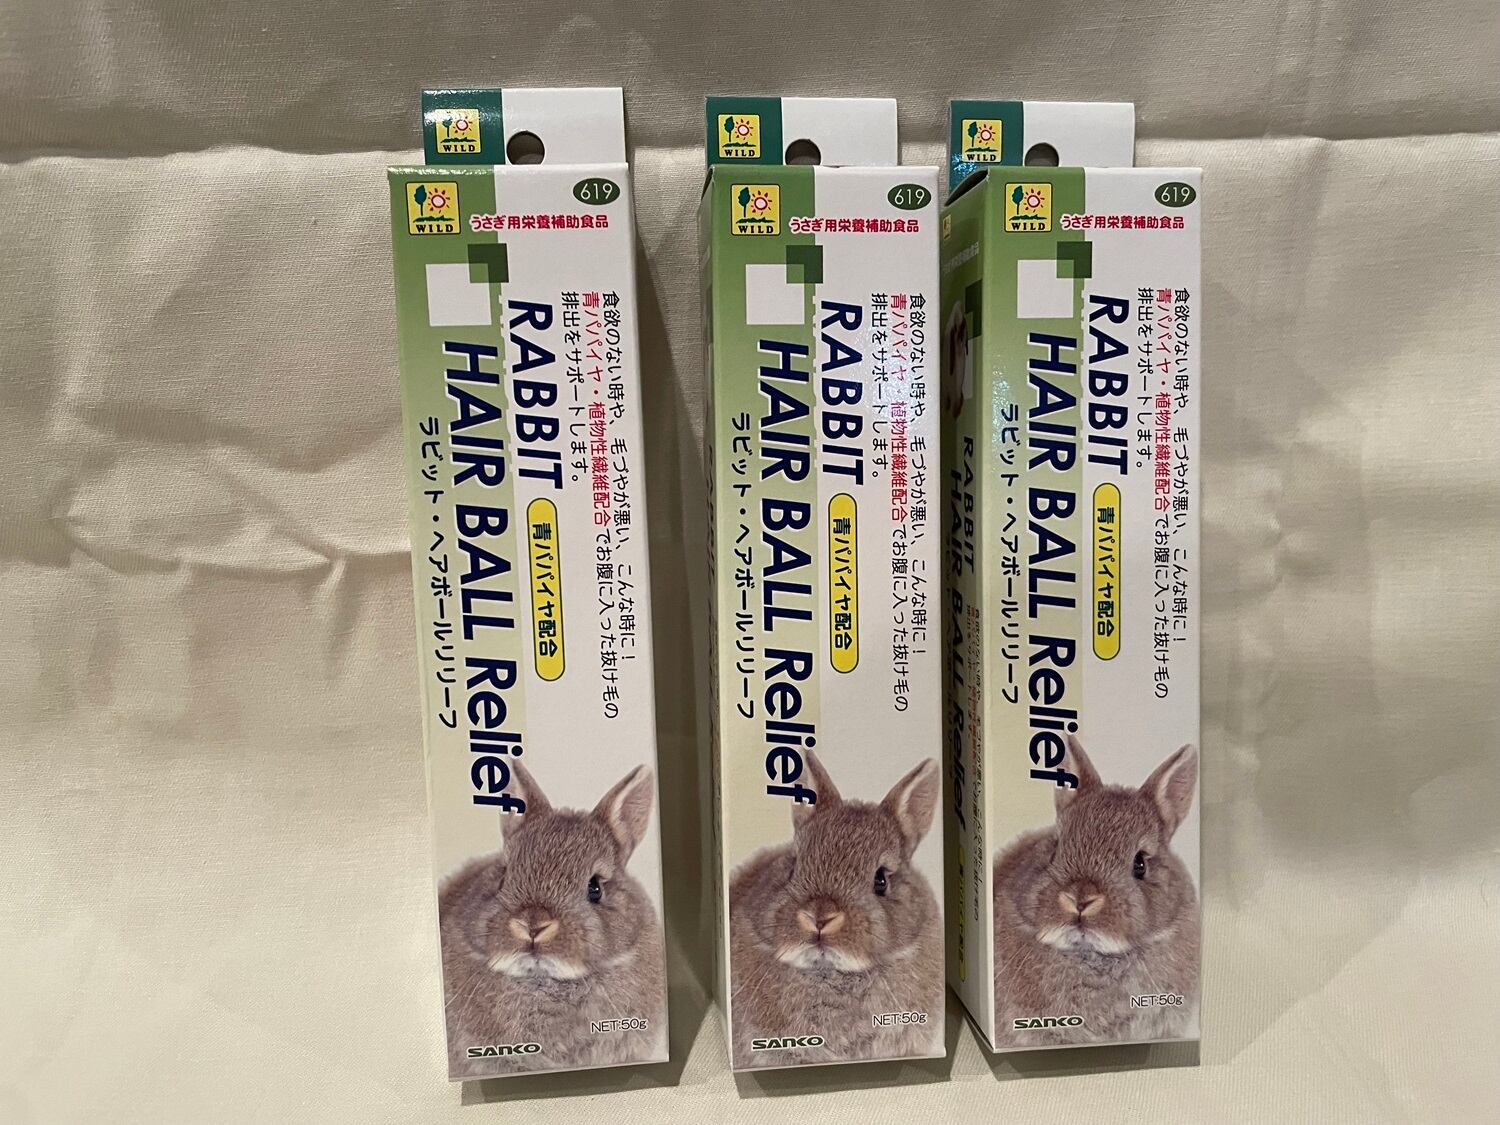 WILD
WILD
619
うさぎ用栄養補助食品
食欲のない時や、毛づやが悪い、こんな時に!
青パパイヤ・植物性繊維配合でお腹に入った抜け毛の
排出をサポートします。
RABBIT
青パパイヤ配合
HAIR BALL Relief
ラビット・ヘアボールリリーフ
NET:50g
SANKO
WILD
WILD
619
うさぎ用栄養補助食品
食欲のない時や、毛づやが悪い、こんな時に!
青パパイヤ・植物性繊維配合でお腹に入った抜け毛の
排出をサポートします。
RABBIT
青パパイヤ配合
HAIR BALL Relief
ラビット・ヘアボールリリーフ
NET:50g
SANKO
WILD
WILD
619
うさぎ用栄養補助食品
食欲のない時や、毛づやが悪い、こんな時に!
青パパイヤ・植物性繊維配合でお腹に入った抜け毛の
排出をサポートします。
RABBIT
青パパイヤ配合
HAIR BALL Relief
ラビット・ヘアボールリリーフ
NET:50g
SANKO
RABBIT
HAIR BALL Relief